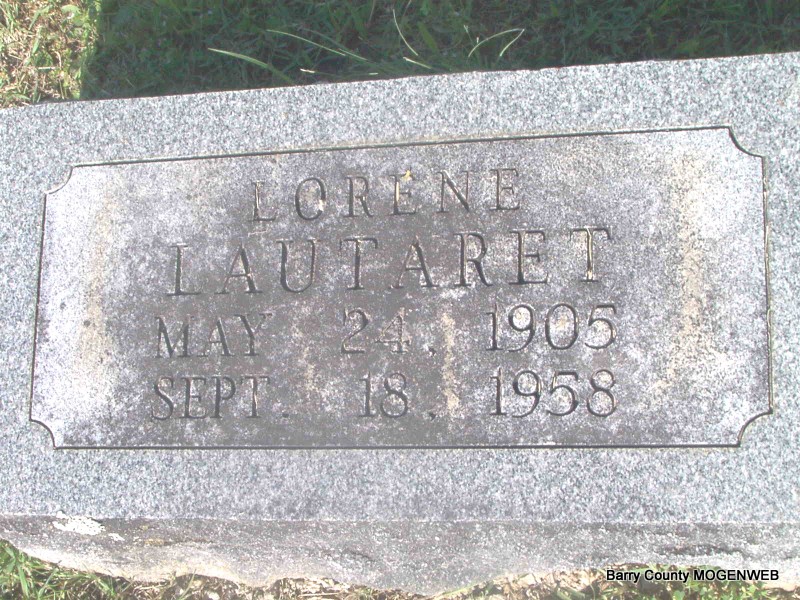 LORENE
LAUTARET
MAY 24, 1905
SEPT. 18, 1958
Barry County MOGENWEB